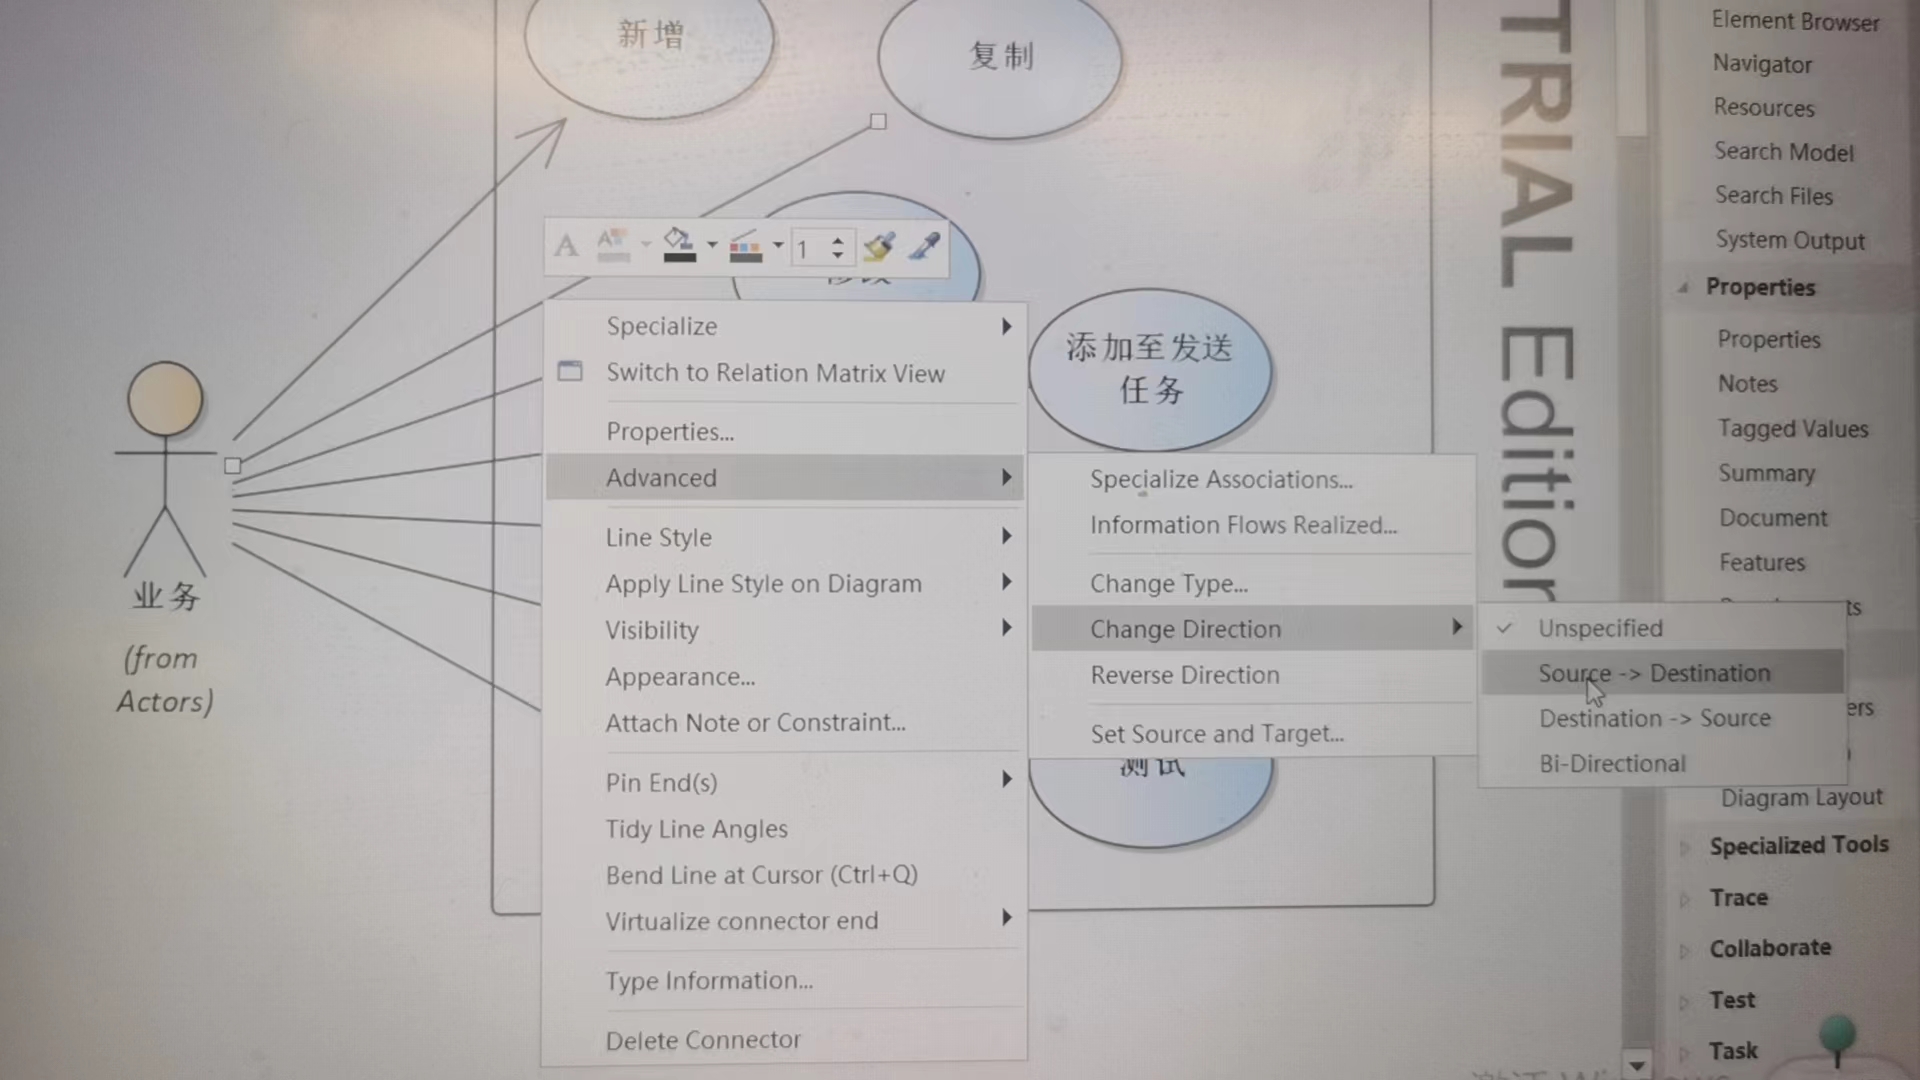 新增
复制
1
添加至发送
任务
测试
业务
(from
Actors)
Specialize
Switch to Relation Matrix View
Properties...
Advanced
Line Style
Apply Line Style on Diagram
Visibility
Appearance...
Attach Note or Constraint...
Pin End(s)
Tidy Line Angles
Bend Line at Cursor (Ctrl+Q)
Virtualize connector end
Type Information...
Delete Connector
Specialize Associations...
Information Flows Realized...
Change Type...
Change Direction
Reverse Direction
Set Source and Target...
Unspecified
Source -> Destination
Destination -> Source
Bi-Directional
TRIAL Edition
Element Browser
Navigator
Resources
Search Model
Search Files
System Output
Properties
Properties
Notes
Tagged Values
Summary
Document
Features
Diagram Layout
Specialized Tools
Trace
Collaborate
Test
Task